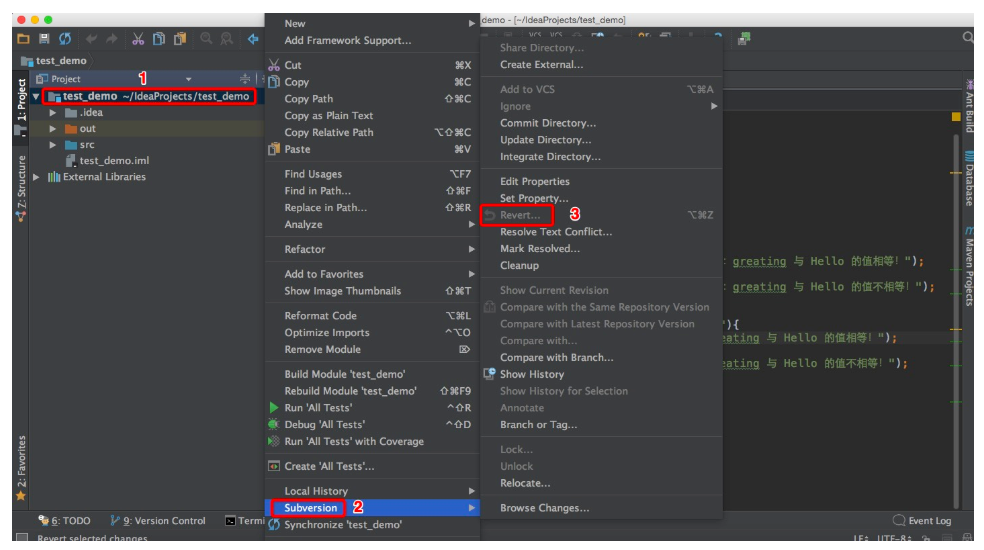 demo - [~/IdeaProjects/test_demo]
test_demo
Project
1
test_demo ~/IdeaProjects/test_demo
.idea
out
src
test_demo.iml
External Libraries
1: Project
Z: Structure
2: Favorites
New
Add Framework Support...
Cut ⌘X
Copy ⌘C
Copy Path ⇧⌘C
Copy as Plain Text
Copy Relative Path ⌥⇧⌘C
Paste ⌘V
Find Usages ⌥F7
Find in Path... ⇧⌘F
Replace in Path... ⇧⌘R
Analyze
Refactor
Add to Favorites
Show Image Thumbnails ⇧⌘T
Reformat Code ⌥⌘L
Optimize Imports ^⌥O
Remove Module ⌦
Build Module 'test_demo'
Rebuild Module 'test_demo' ⇧⌘F9
Run 'All Tests' ^⇧R
Debug 'All Tests' ^⇧D
Run 'All Tests' with Coverage
Create 'All Tests'...
Local History
Subversion 2
Synchronize 'test_demo'
Share Directory...
Create External...
Add to VCS ⌥⌘A
Ignore
Commit Directory...
Update Directory...
Integrate Directory...
Edit Properties
Set Property...
Revert... 3 ⌥⌘Z
Resolve Text Conflict...
Mark Resolved...
Cleanup
Show Current Revision
Compare with the Same Repository Version
Compare with Latest Repository Version
Compare with...
Compare with Branch...
Show History
Show History for Selection
Annotate
Branch or Tag...
Lock...
Unlock
Relocate...
Browse Changes...
greating 与 Hello 的值相等！");
greating 与 Hello 的值不相等！");
"){
eating 与 Hello 的值相等！");
eating 与 Hello 的值不相等！");
Ant Build
Database
Maven Projects
6: TODO
9: Version Control
Termi
Event Log
Revert selected changes
UTF-8